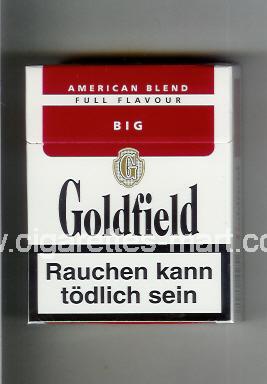 AMERICAN BLEND
FULL FLAVOUR
BIG
G
Goldfield
www.cigarettes-mart.com
Rauchen kann
tödlich sein